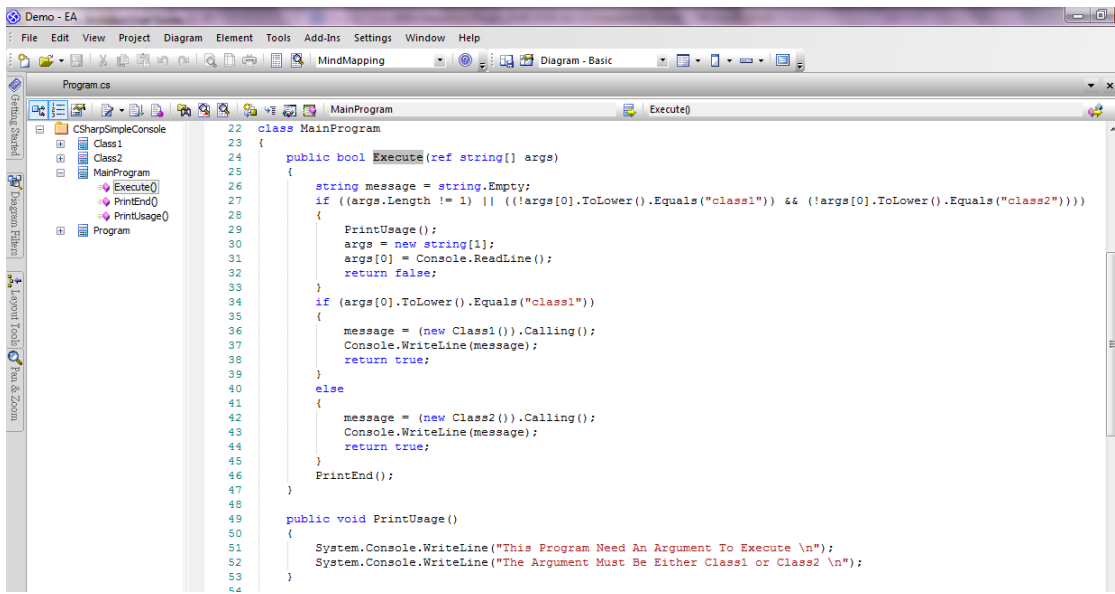 Demo - EA
File Edit View Project Diagram Element Tools Add-Ins Settings Window Help
MindMapping Diagram - Basic
Program.cs
MainProgram Execute()
Getting Started
Diagram Filters
Layout Tools
Pan & Zoom
CSharpSimpleConsole
Class1
Class2
MainProgram
Execute()
PrintEnd()
PrintUsage()
Program
22 class MainProgram
23 {
24 public bool Execute(ref string[] args)
25 {
26 string message = string.Empty;
27 if ((args.Length != 1) || ((!args[0].ToLower().Equals("class1")) && (!args[0].ToLower().Equals("class2"))))
28 {
29 PrintUsage();
30 args = new string[1];
31 args[0] = Console.ReadLine();
32 return false;
33 }
34 if (args[0].ToLower().Equals("class1"))
35 {
36 message = (new Class1()).Calling();
37 Console.WriteLine(message);
38 return true;
39 }
40 else
41 {
42 message = (new Class2()).Calling();
43 Console.WriteLine(message);
44 return true;
45 }
46 PrintEnd();
47 }
48
49 public void PrintUsage()
50 {
51 System.Console.WriteLine("This Program Need An Argument To Execute \n");
52 System.Console.WriteLine("The Argument Must Be Either Class1 or Class2 \n");
53 }
54